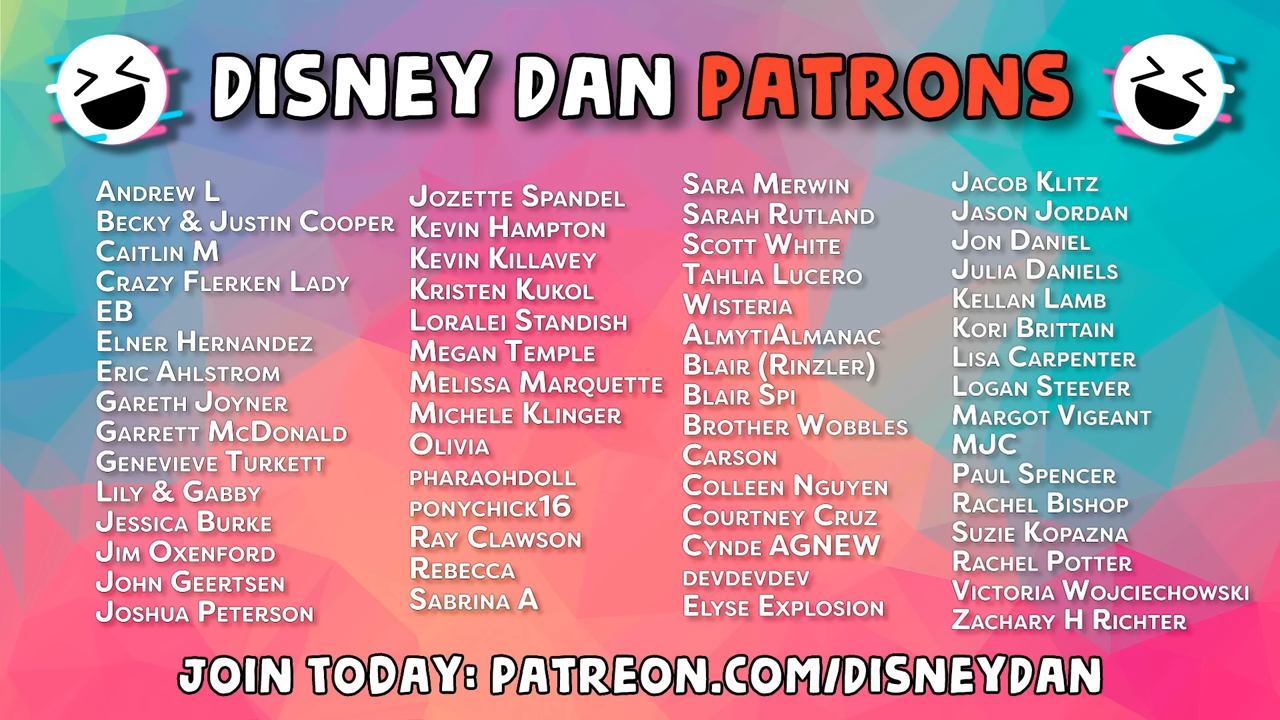 DISNEY DAN PATRONS
Andrew L
Becky & Justin Cooper
Caitlin M
Crazy Flerken Lady
EB
Elner Hernandez
Eric Ahlstrom
Gareth Joyner
Garrett McDonald
Genevieve Turkett
Lily & Gabby
Jessica Burke
Jim Oxenford
John Geertsen
Joshua Peterson
Jozette Spandel
Kevin Hampton
Kevin Killavey
Kristen Kukol
Loralei Standish
Megan Temple
Melissa Marquette
Michele Klinger
Olivia
pharaohdoll
ponychick16
Ray Clawson
Rebecca
Sabrina A
Sara Merwin
Sarah Rutland
Scott White
Tahlia Lucero
Wisteria
AlmytiAlmanac
Blair (Rinzler)
Blair Spi
Brother Wobbles
Carson
Colleen Nguyen
Courtney Cruz
Cynde AGNEW
devdevdev
Elyse Explosion
Jacob Klitz
Jason Jordan
Jon Daniel
Julia Daniels
Kellan Lamb
Kori Brittain
Lisa Carpenter
Logan Steever
Margot Vigeant
MJC
Paul Spencer
Rachel Bishop
Suzie Kopazna
Rachel Potter
Victoria Wojciechowski
Zachary H Richter
JOIN TODAY: PATREON.COM/DISNEYDAN